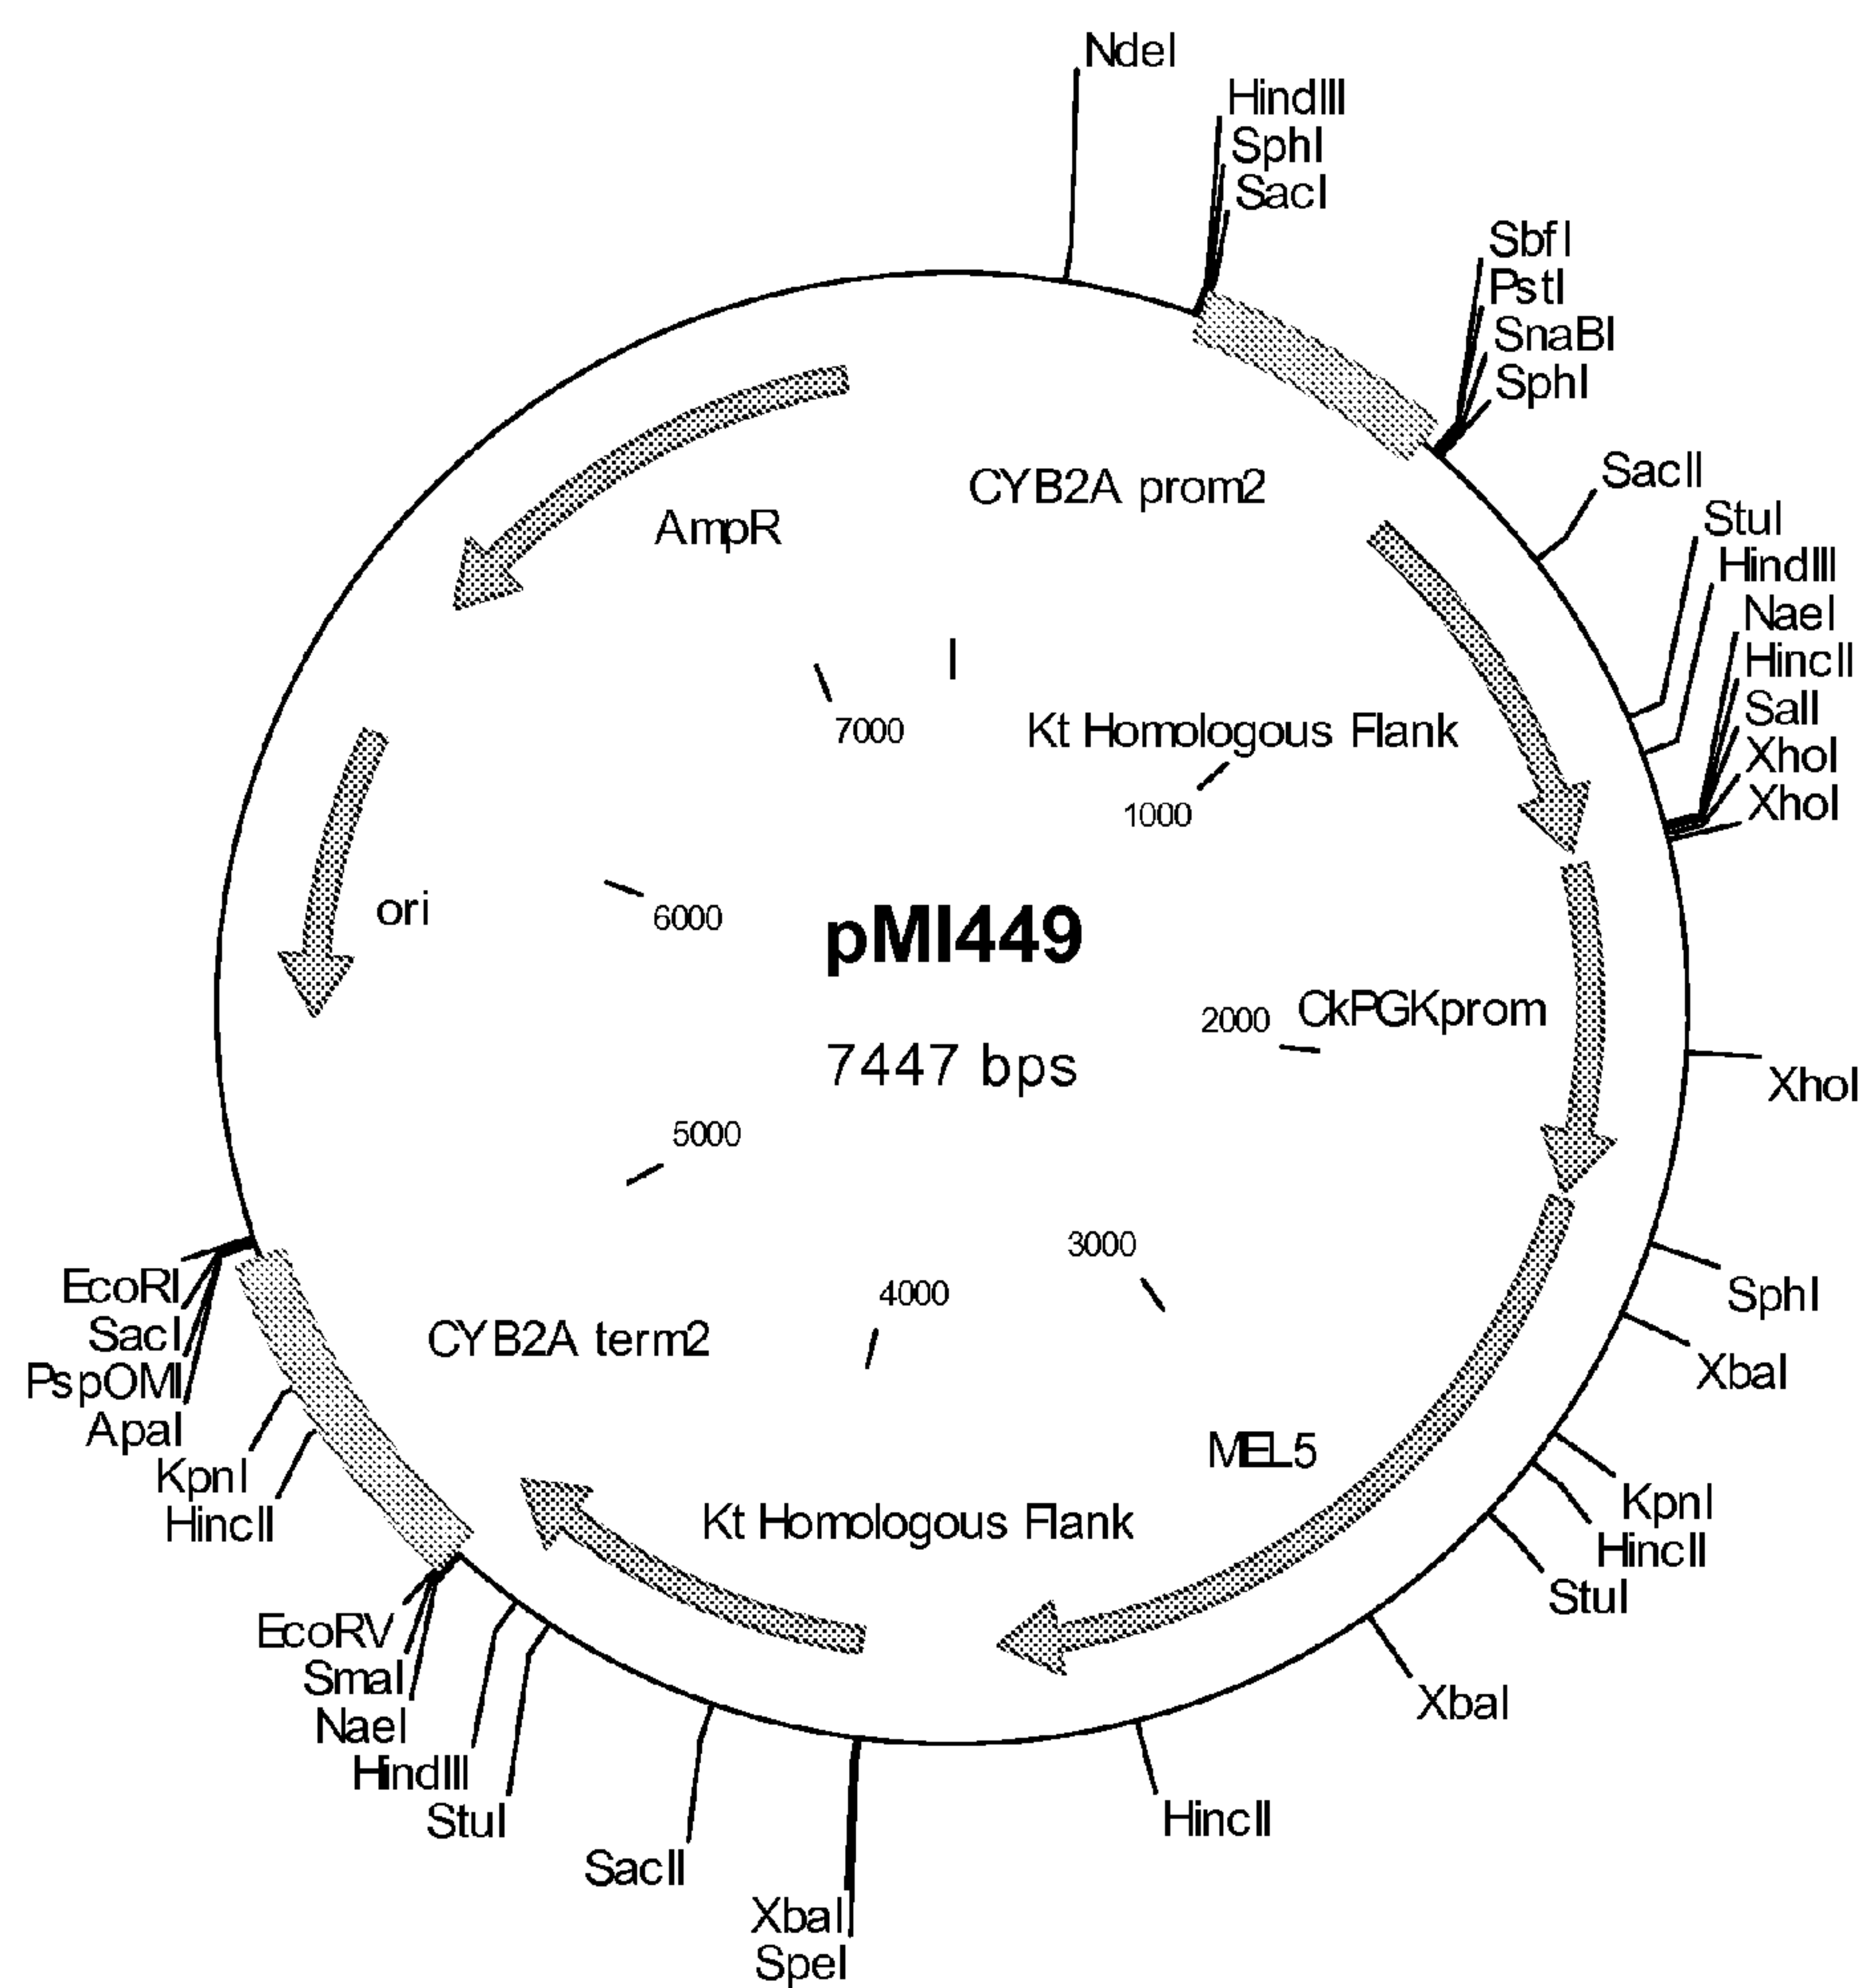 NdeI
HindIII
SphI
SacI
SbfI
PstI
SnaBI
SphI
SacII
StuI
HindIII
NaeI
HincII
SalI
XhoI
XhoI
CYB2A prom2
AmpR
7000
Kt Homologous Flank
1000
ori
6000
pMI449
7447 bps
2000
CkPGKprom
XhoI
5000
3000
4000
SphI
XbaI
EcoRI
SacI
PspOMI
ApaI
KpnI
HincII
CYB2A term2
MEL5
Kt Homologous Flank
KpnI
HincII
StuI
XbaI
HincII
EcoRV
SmaI
NaeI
HindIII
StuI
SacII
XbaI
SpeI